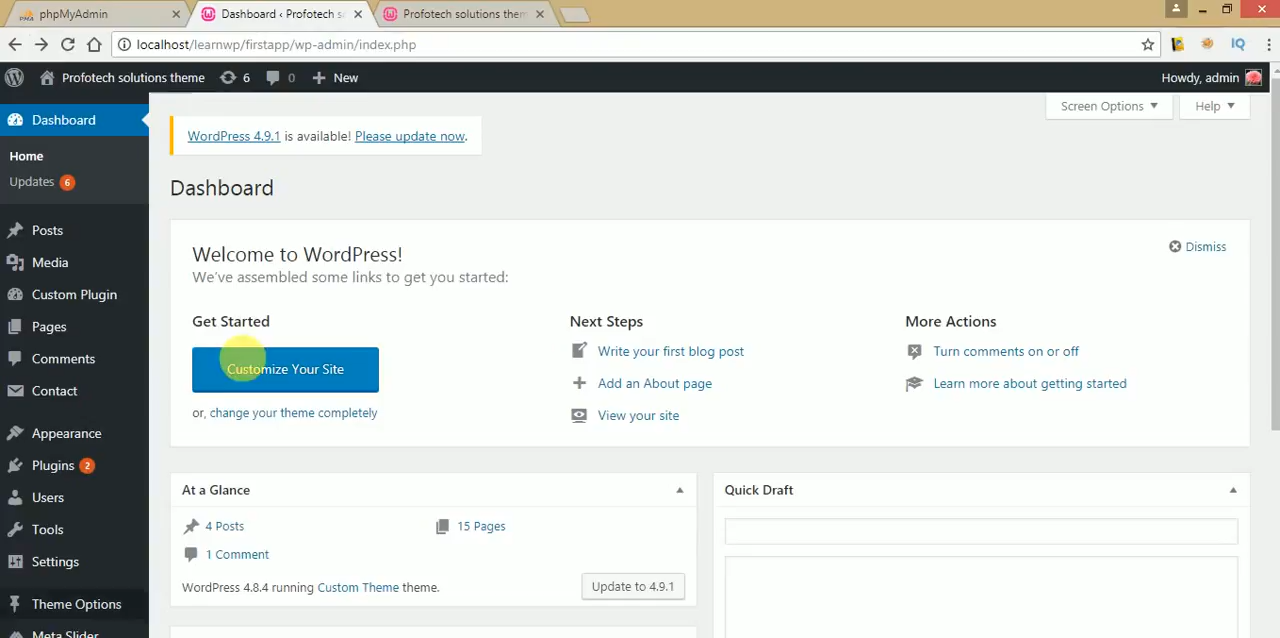 phpMyAdmin
Dashboard ‹ Profotech s
Profotech solutions them
localhost/learnwp/firstapp/wp-admin/index.php
IQ
Profotech solutions theme 6 0 New Howdy, admin
Dashboard
Home
Updates 6
Posts
Media
Custom Plugin
Pages
Comments
Contact
Appearance
Plugins 2
Users
Tools
Settings
Theme Options
Meta Slider
Screen Options Help
WordPress 4.9.1 is available! Please update now.
Dashboard
Welcome to WordPress!
We've assembled some links to get you started:
Dismiss
Get Started
Customize Your Site
or, change your theme completely
Next Steps
Write your first blog post
Add an About page
View your site
More Actions
Turn comments on or off
Learn more about getting started
At a Glance
4 Posts 15 Pages
1 Comment
WordPress 4.8.4 running Custom Theme theme. Update to 4.9.1
Quick Draft